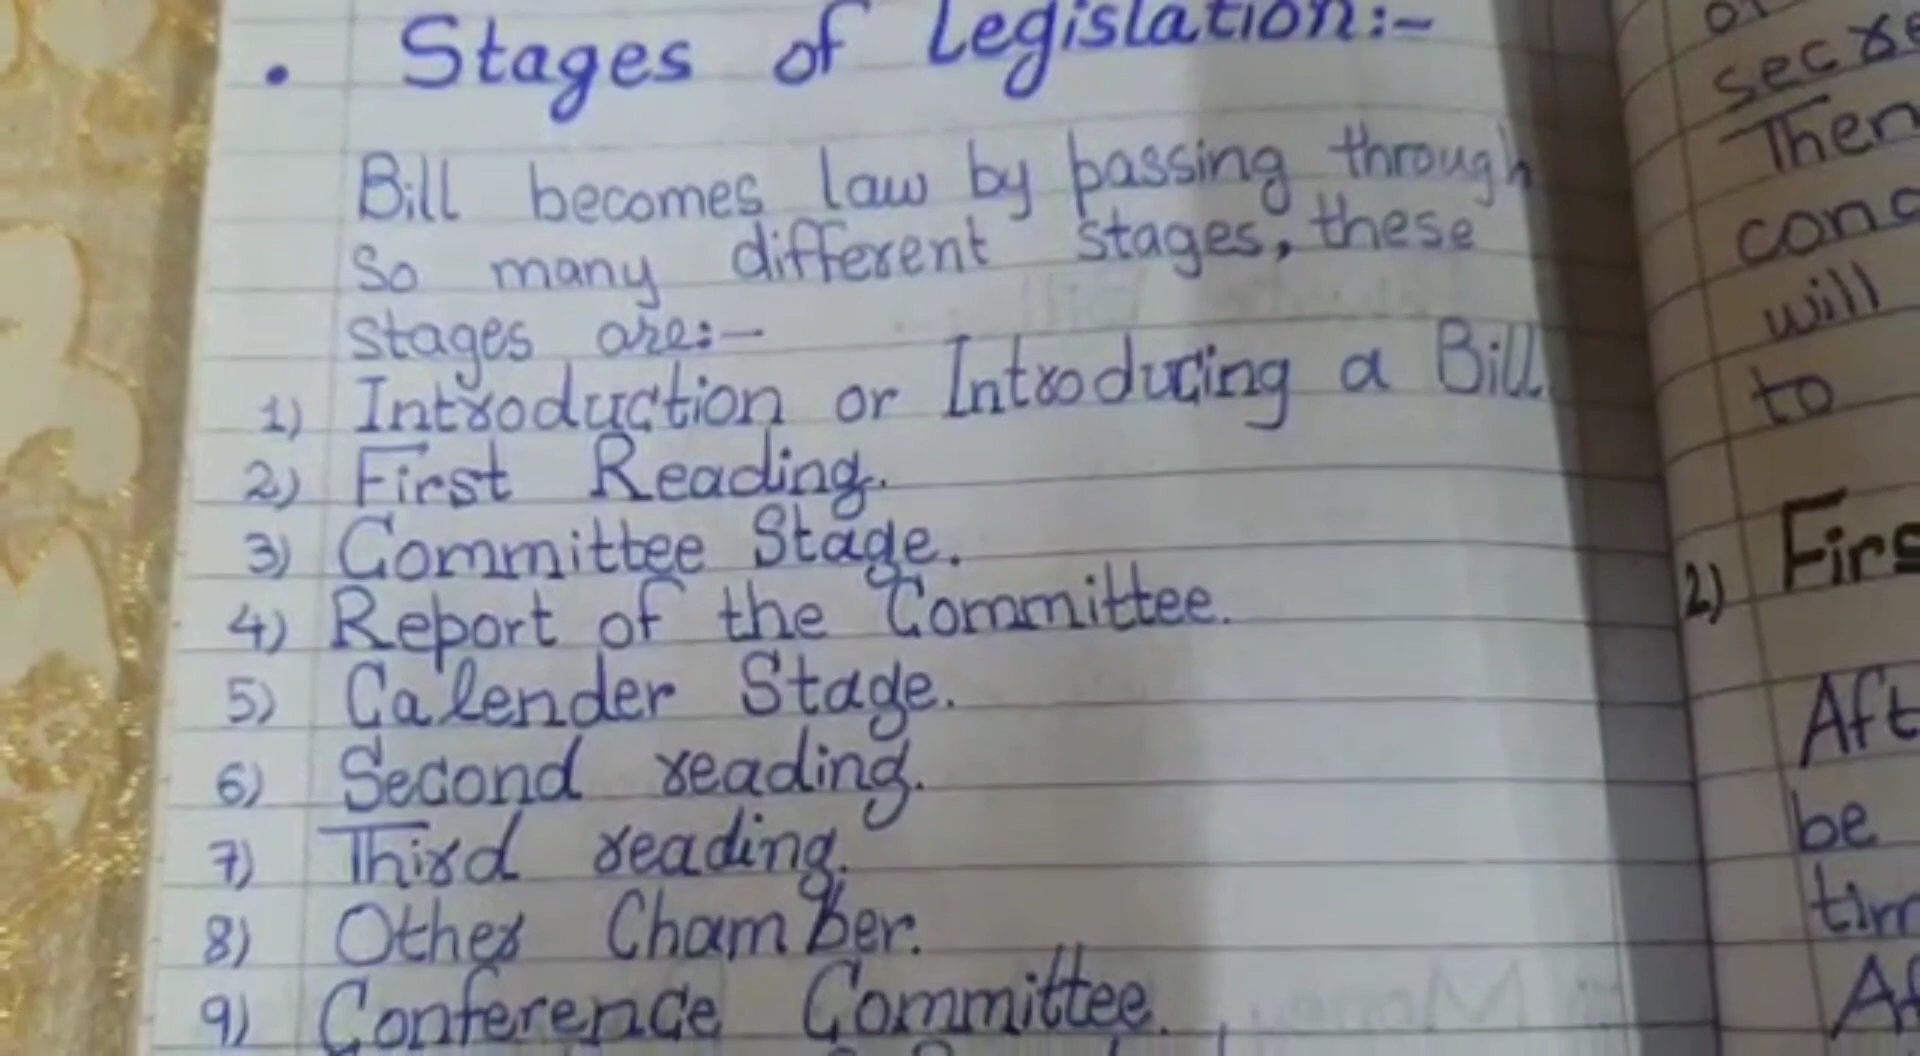 • Stages of Legislation:-
Bill becomes law by passing through
So many different stages, these
stages are:-
1) Introduction or Introducing a Bill.
2) First Reading.
3) Committee Stage.
4) Report of the Committee.
5) Calender Stage.
6) Second reading.
7) Third reading.
8) Other Chamber.
9) Conference Committee.
Then
will
to
2) Firs
Aft
be
tim
Af